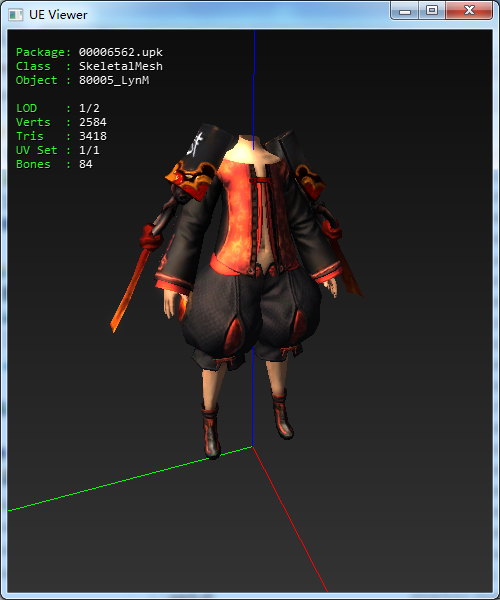 UE Viewer
Package: 00006562.upk
Class : SkeletalMesh
Object : 80005_LynM
LOD : 1/2
Verts : 2584
Tris : 3418
UV Set : 1/1
Bones : 84